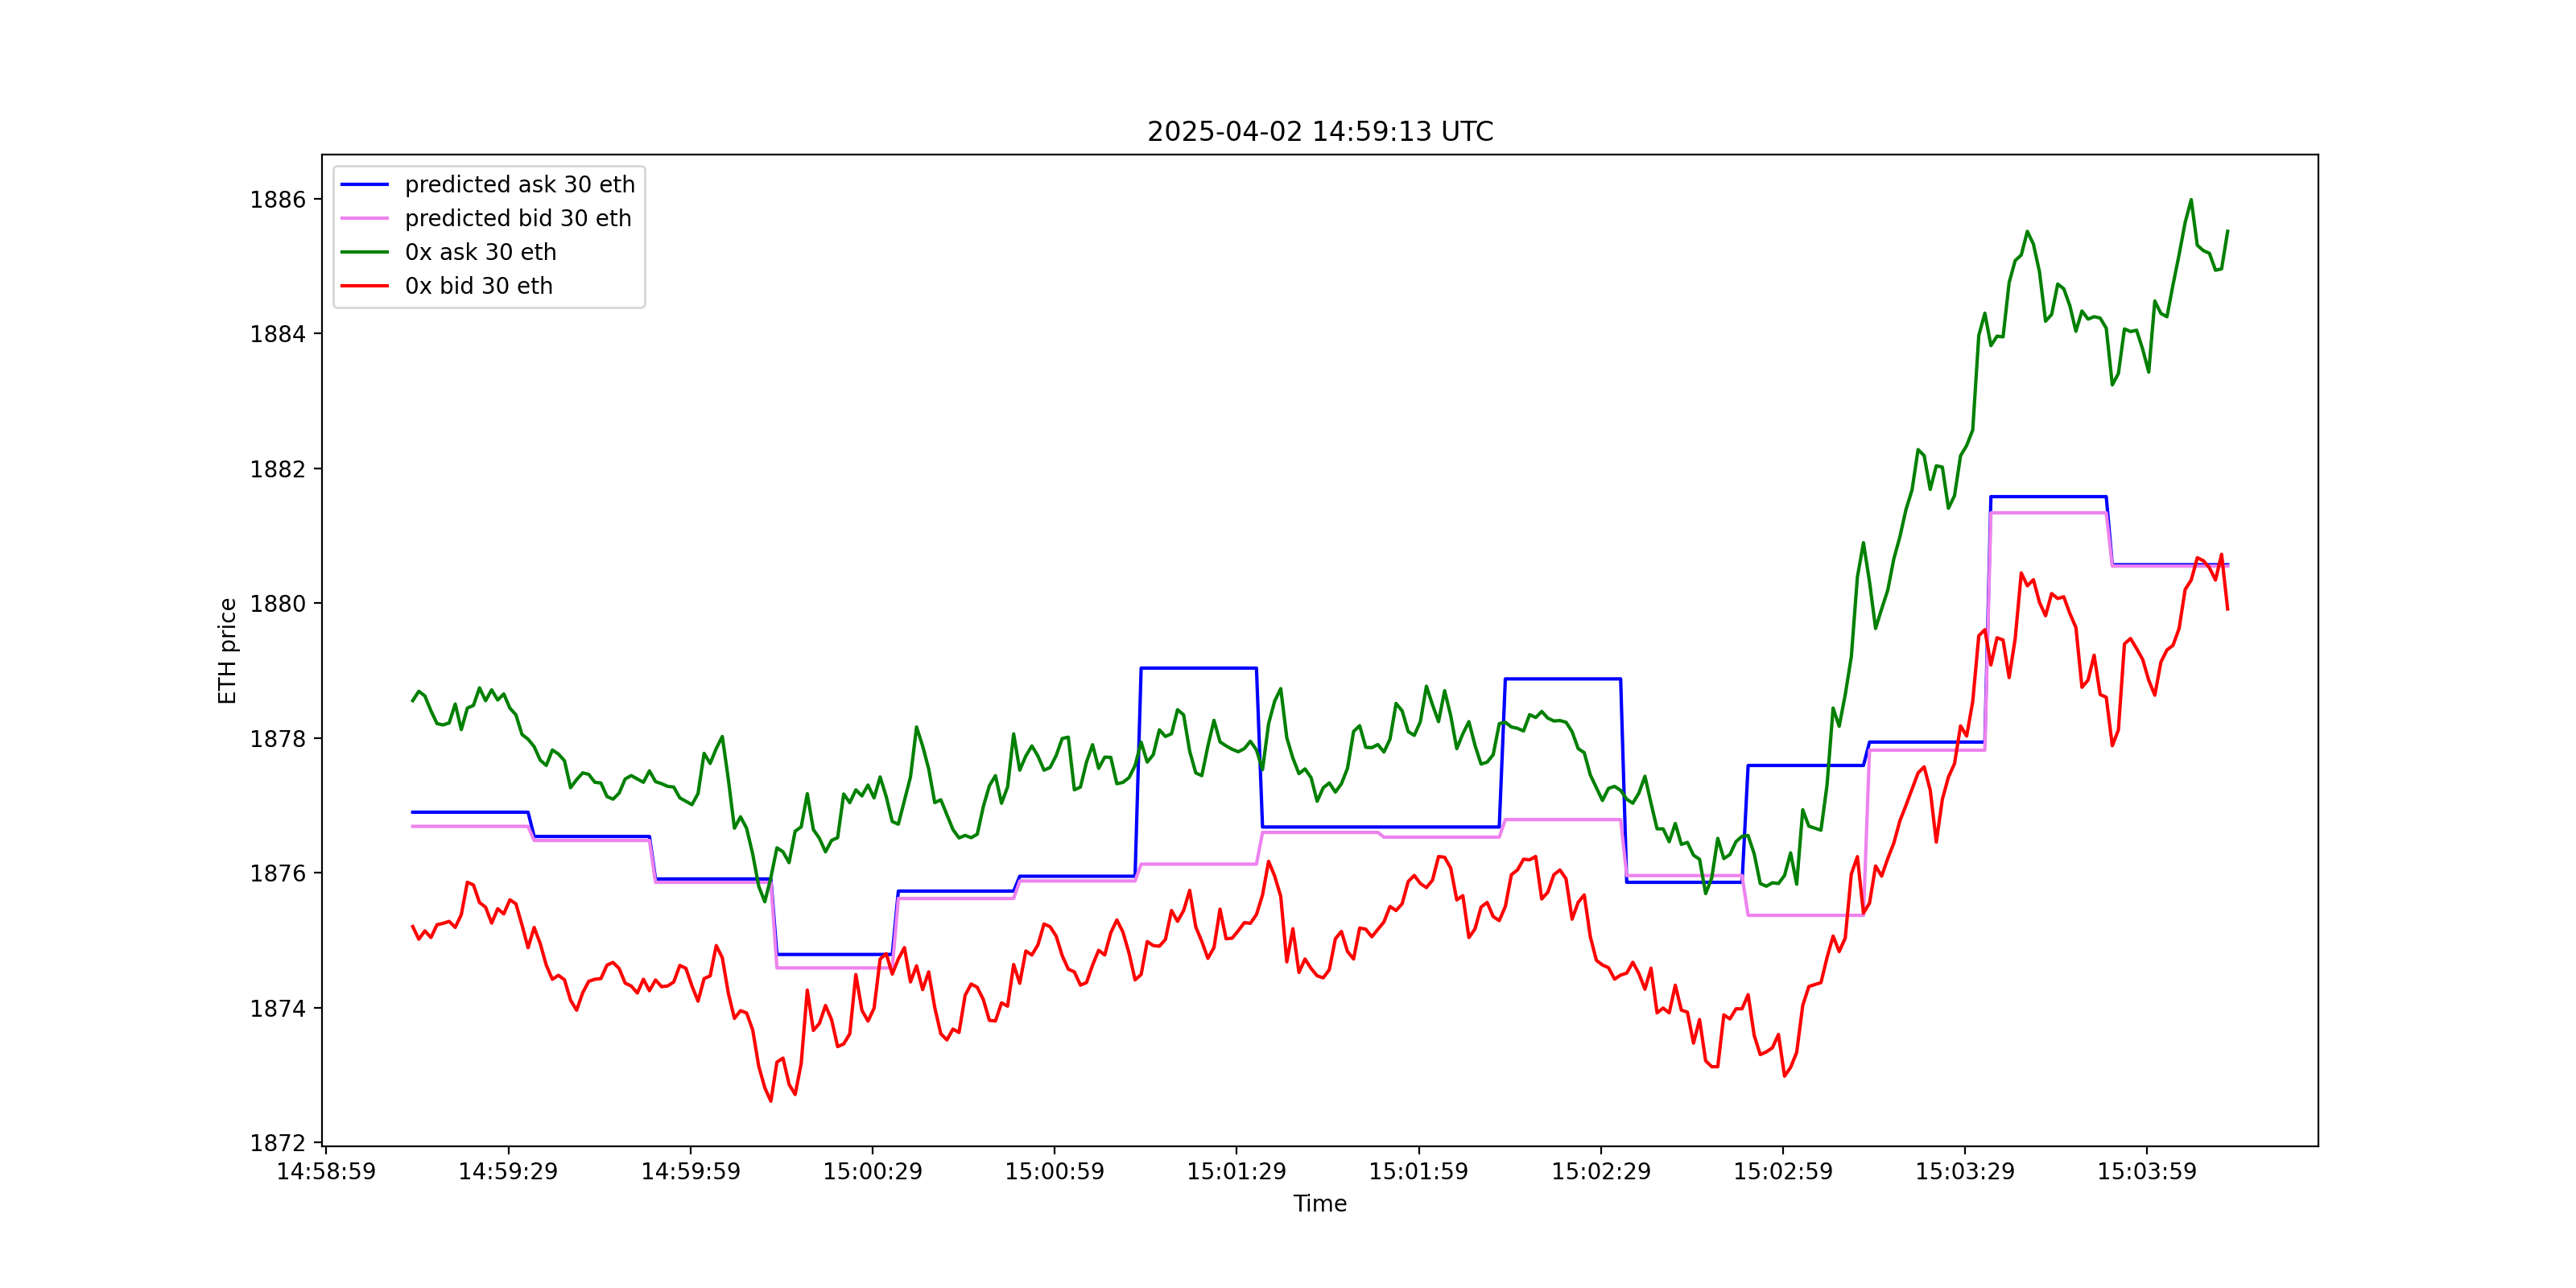 2025-04-02 14:59:13 UTC
predicted ask 30 eth
predicted bid 30 eth
0x ask 30 eth
0x bid 30 eth
ETH price
1886
1884
1882
1880
1878
1876
1874
1872
14:58:59 14:59:29 14:59:59 15:00:29 15:00:59 15:01:29 15:01:59 15:02:29 15:02:59 15:03:29 15:03:59
Time